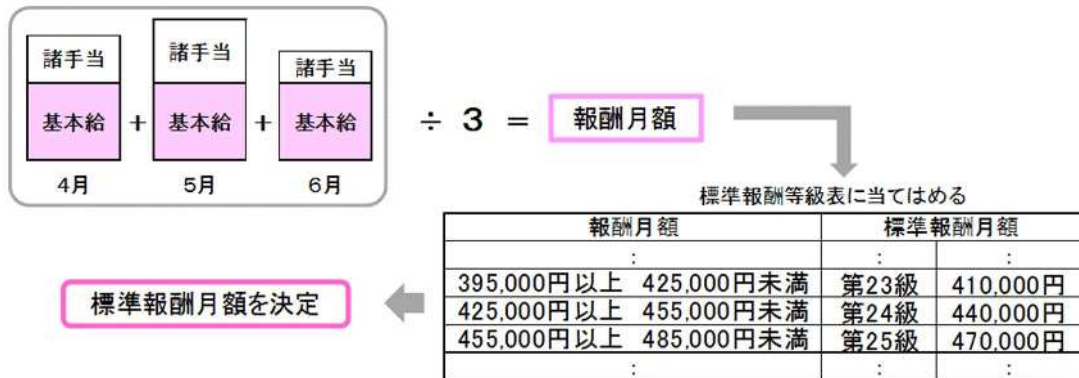 諸手当 諸手当 諸手当
基本給 + 基本給 + 基本給 ÷ 3 = 報酬月額
4月 5月 6月
標準報酬等級表に当てはめる
報酬月額 標準報酬月額
: : :
395,000円以上 425,000円未満 第23級 410,000円
425,000円以上 455,000円未満 第24級 440,000円
455,000円以上 485,000円未満 第25級 470,000円
: : :
標準報酬月額を決定